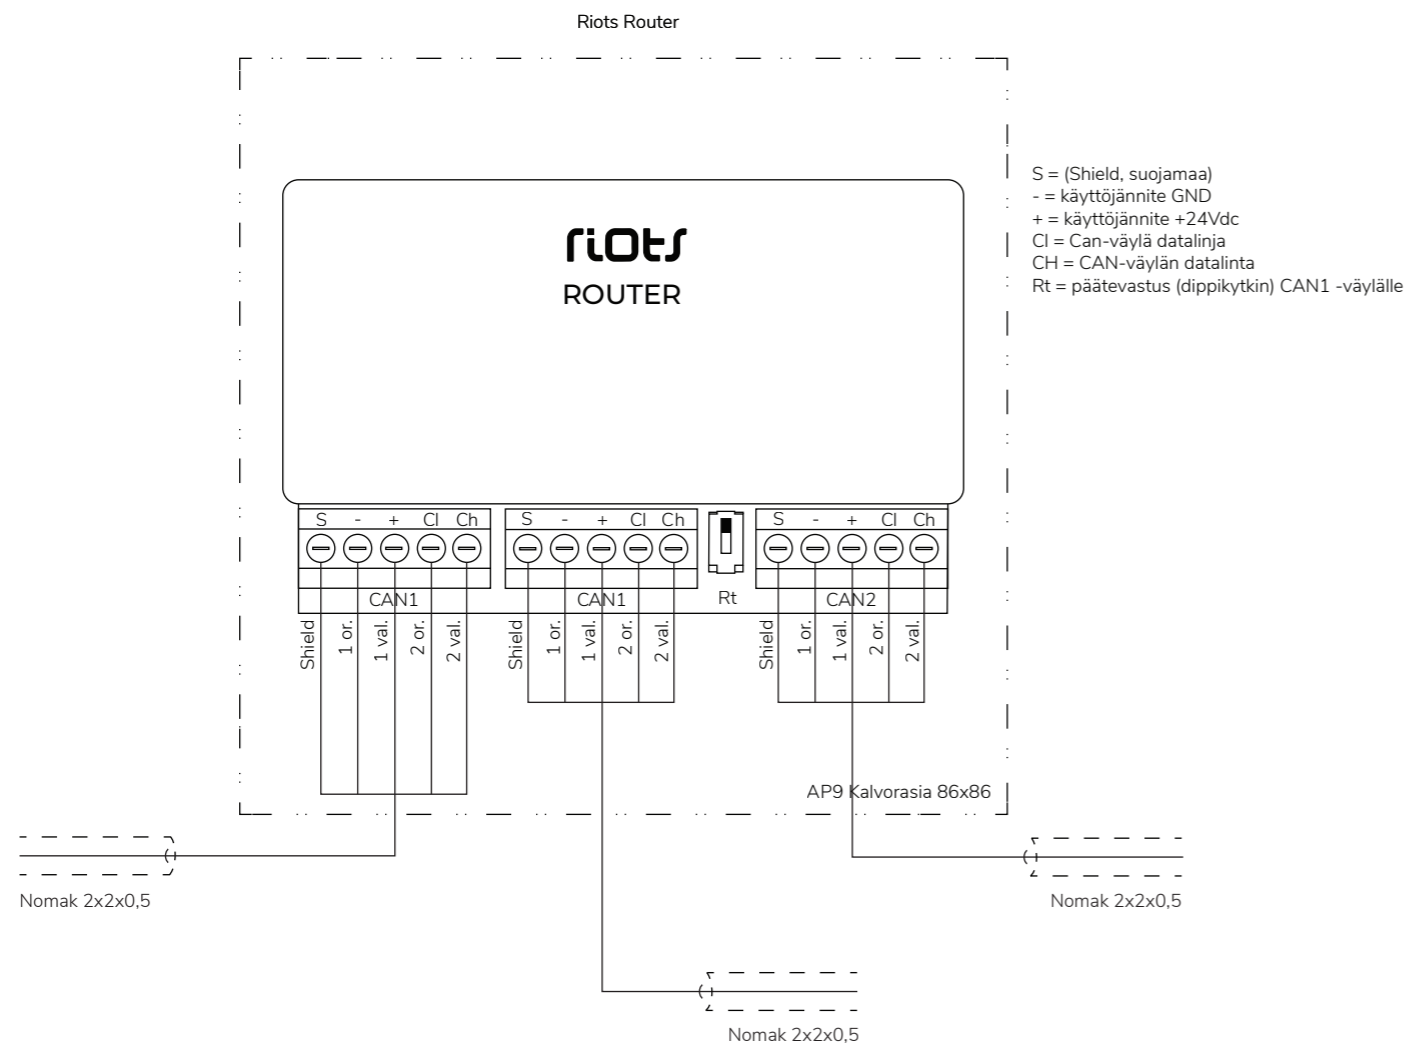 Riots Router
S = (Shield, suojamaa)
- = käyttöjännite GND
+ = käyttöjännite +24Vdc
Cl = Can-väylä datalinja
CH = CAN-väylän datalinta
Rt = päätevastus (dippikytkin) CAN1 -väylälle
riots
ROUTER
S - + Cl Ch
S - + Cl Ch
S - + Cl Ch
CAN1
CAN1
Rt
CAN2
Shield
1 or.
1 val.
2 or.
2 val.
Shield
1 or.
1 val.
2 or.
2 val.
Shield
1 or.
1 val.
2 or.
2 val.
AP9 Kalvorasia 86x86
Nomak 2x2x0,5
Nomak 2x2x0,5
Nomak 2x2x0,5